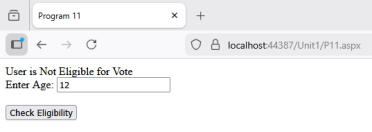 Program 11
localhost:44387/Unit1/P11.aspx
User is Not Eligible for Vote
Enter Age: 12
Check Eligibility